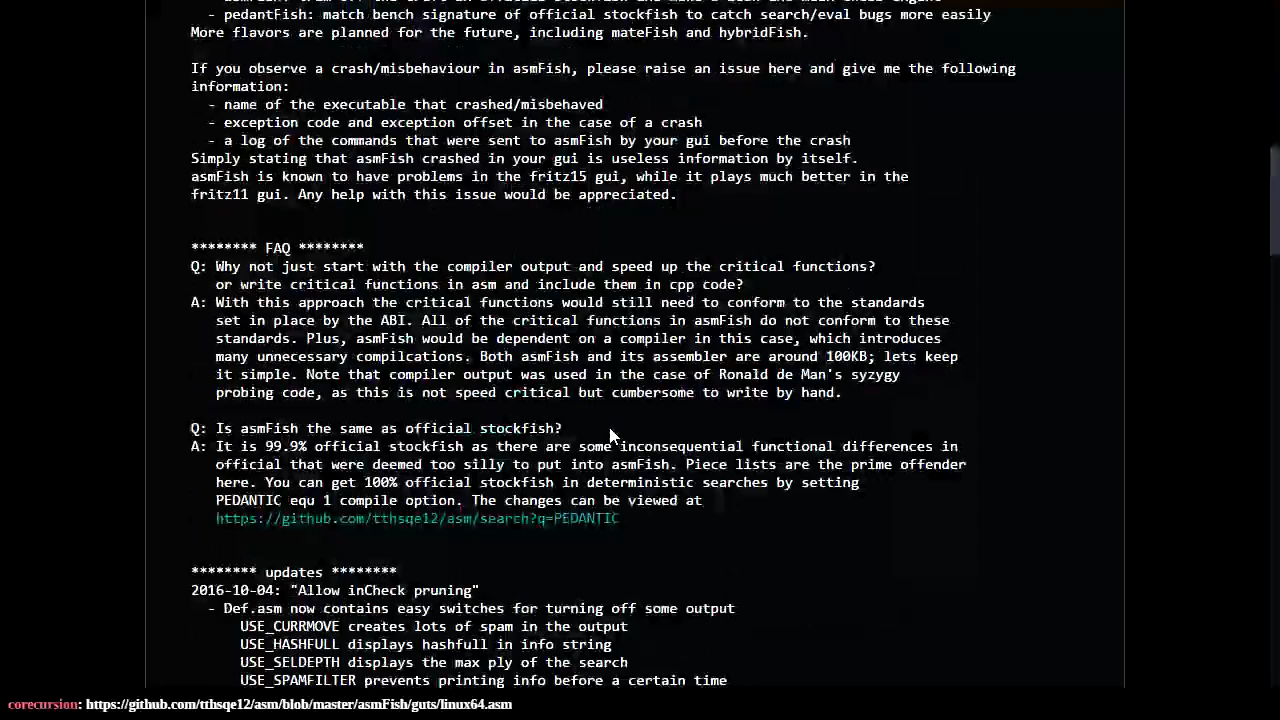 - pedantFish: match bench signature of official stockfish to catch search/eval bugs more easily
More flavors are planned for the future, including mateFish and hybridFish.
If you observe a crash/misbehaviour in asmFish, please raise an issue here and give me the following
information:
- name of the executable that crashed/misbehaved
- exception code and exception offset in the case of a crash
- a log of the commands that were sent to asmFish by your gui before the crash
Simply stating that asmFish crashed in your gui is useless information by itself.
asmFish is known to have problems in the fritz15 gui, while it plays much better in the
fritz11 gui. Any help with this issue would be appreciated.
******** FAQ ********
Q: Why not just start with the compiler output and speed up the critical functions?
or write critical functions in asm and include them in cpp code?
A: With this approach the critical functions would still need to conform to the standards
set in place by the ABI. All of the critical functions in asmFish do not conform to these
standards. Plus, asmFish would be dependent on a compiler in this case, which introduces
many unnecessary compilcations. Both asmFish and its assembler are around 100KB; lets keep
it simple. Note that compiler output was used in the case of Ronald de Man's syzygy
probing code, as this is not speed critical but cumbersome to write by hand.
Q: Is asmFish the same as official stockfish?
A: It is 99.9% official stockfish as there are some inconsequential functional differences in
official that were deemed too silly to put into asmFish. Piece lists are the prime offender
here. You can get 100% official stockfish in deterministic searches by setting
PEDANTIC equ 1 compile option. The changes can be viewed at
https://github.com/tthsqe12/asm/search?q=PEDANTIC
******** updates ********
2016-10-04: "Allow inCheck pruning"
- Def.asm now contains easy switches for turning off some output
USE_CURRMOVE creates lots of spam in the output
USE_HASHFULL displays hashfull in info string
USE_SELDEPTH displays the max ply of the search
USE_SPAMFILTER prevents printing info before a certain time
corecursion: https://github.com/tthsqe12/asm/blob/master/asmFish/guts/linux64.asm